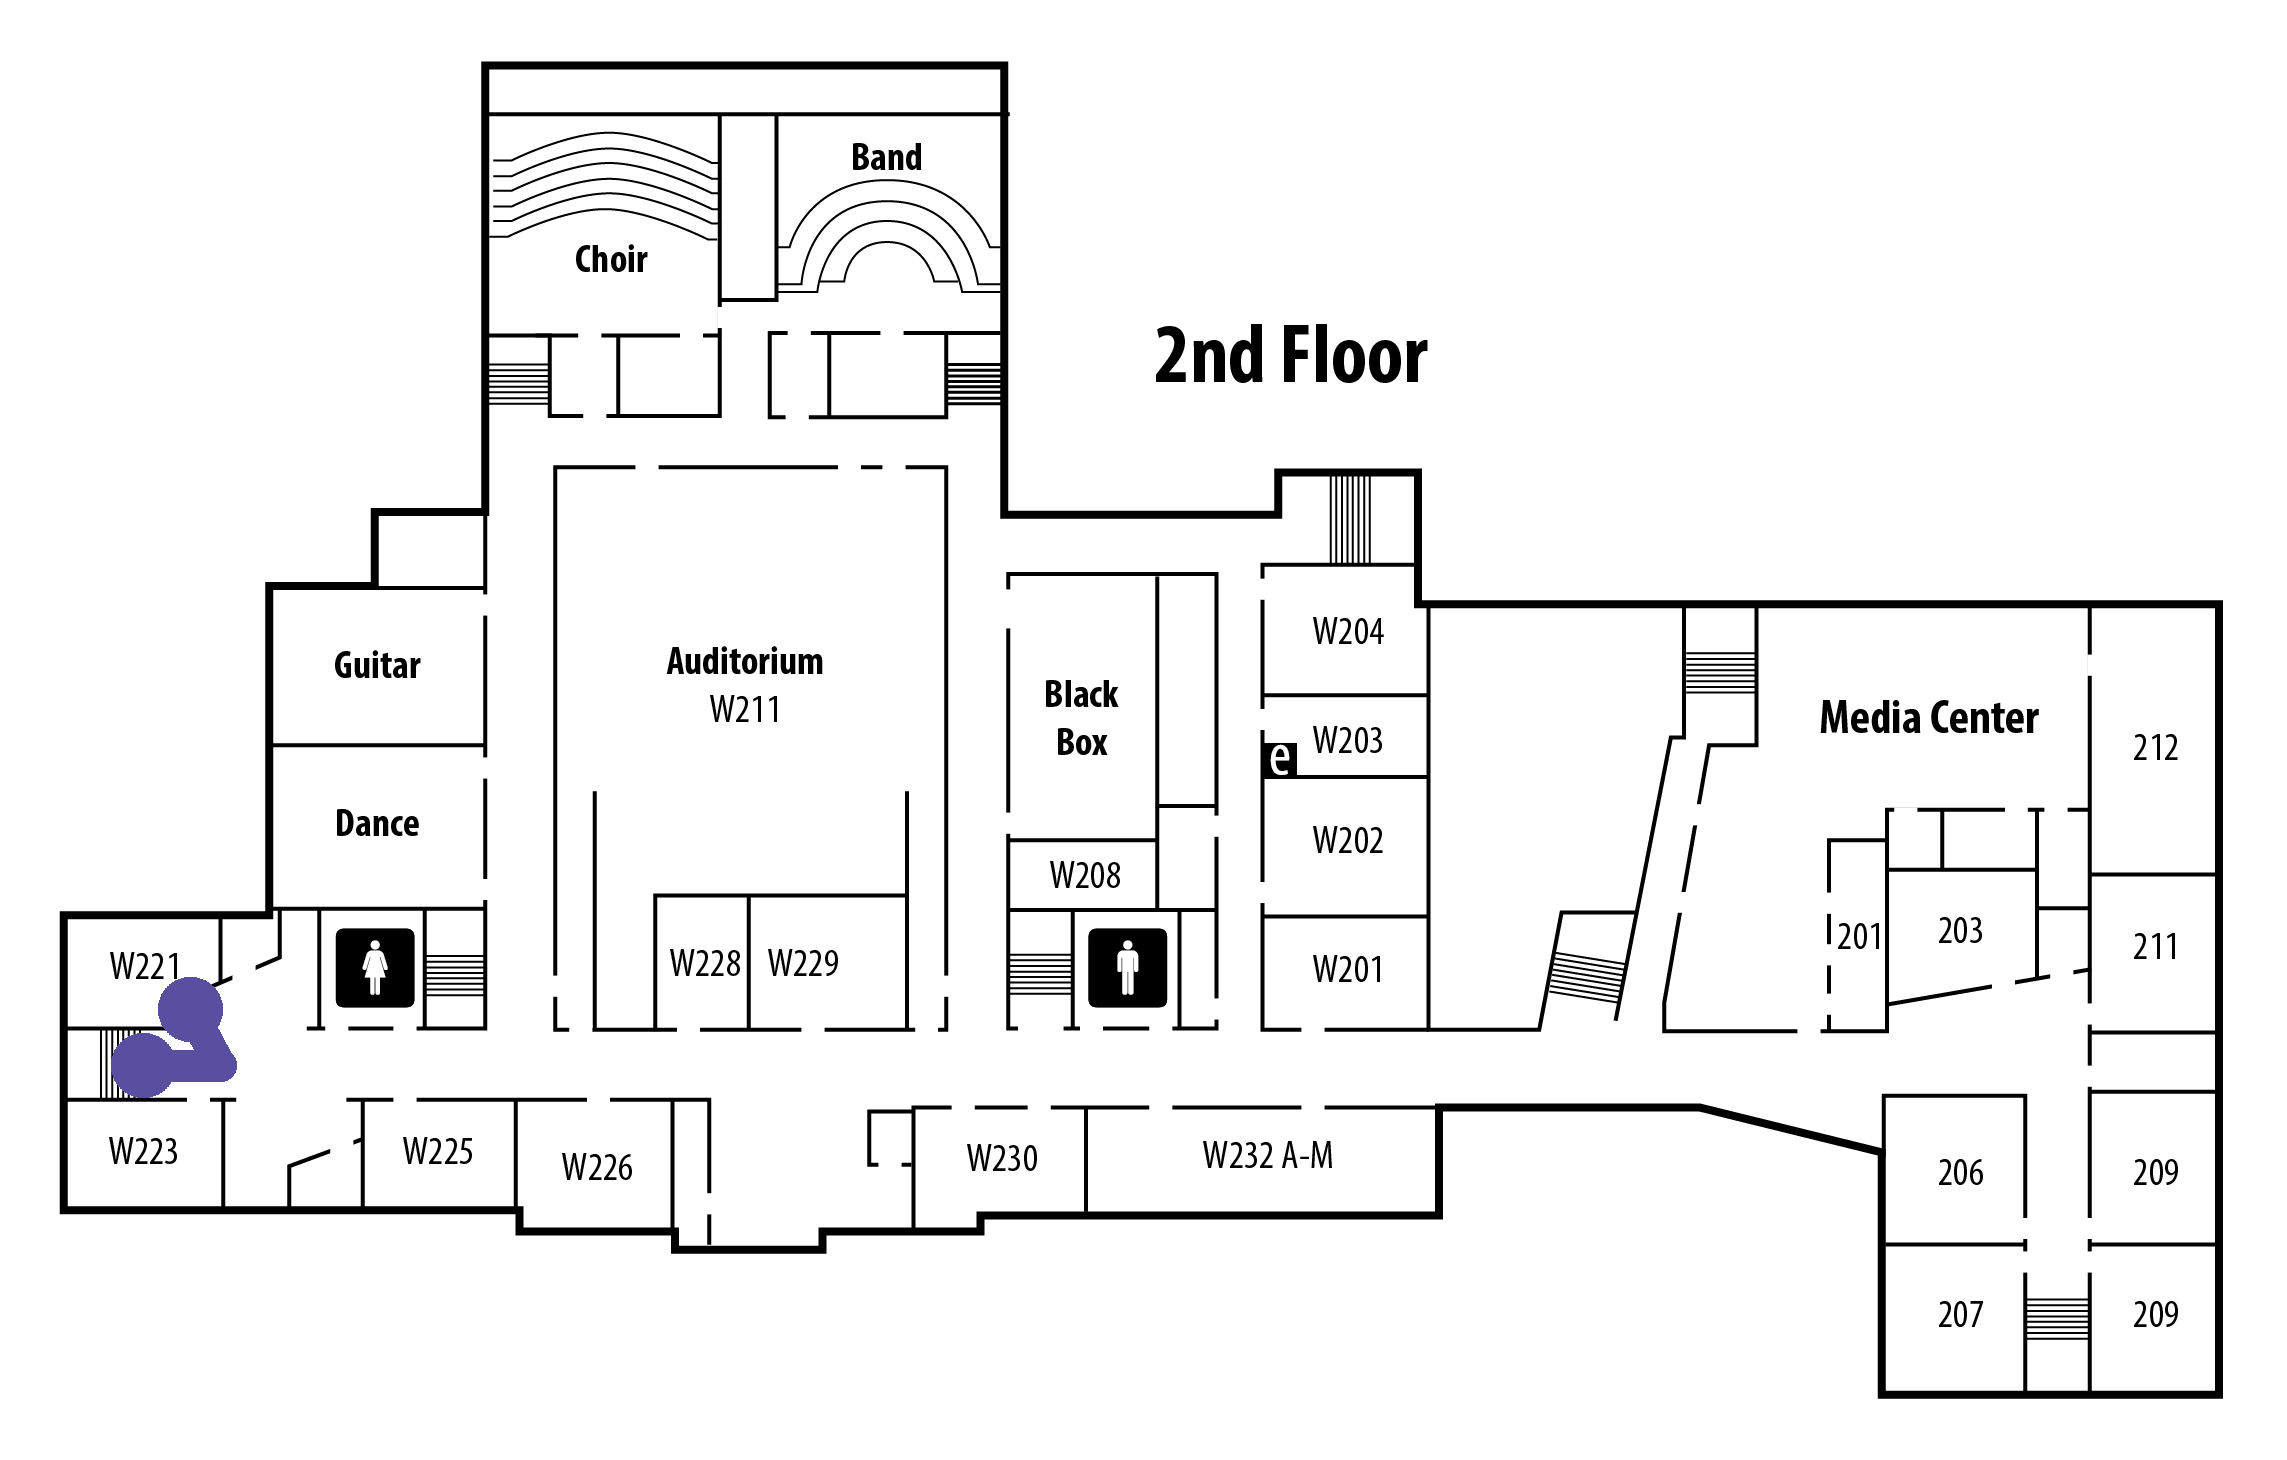 Band
Choir
2nd Floor
Guitar
Auditorium
W211
Black
Box
W204
W203
e
Media Center
212
Dance
W202
W208
W221
W228
W229
W201
201
203
211
W223
W225
W226
W230
W232 A-M
206
209
207
209